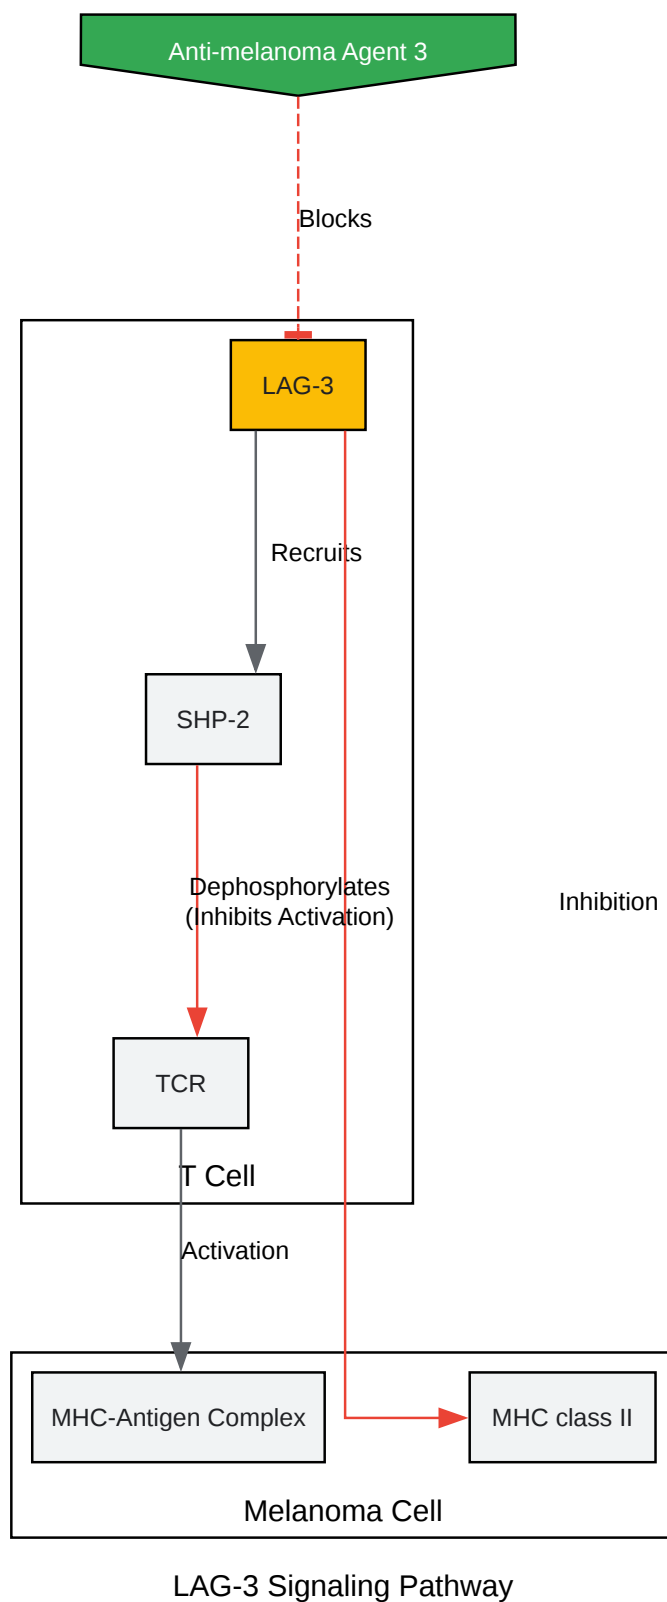 Anti-melanoma Agent 3
Blocks
LAG-3
Recruits
SHP-2
Dephosphorylates
(Inhibits Activation)
Inhibition
TCR
T Cell
Activation
MHC-Antigen Complex
MHC class II
Melanoma Cell
LAG-3 Signaling Pathway